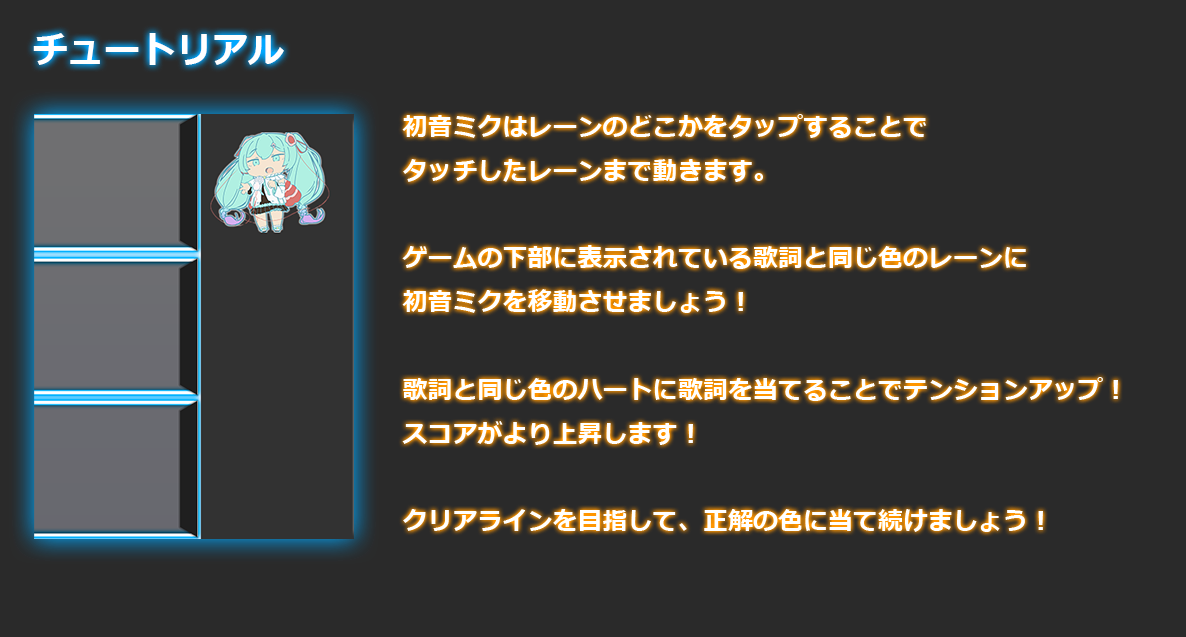 チュートリアル
初音ミクはレーンのどこかをタップすることで
タッチしたレーンまで動きます。
ゲームの下部に表示されている歌詞と同じ色のレーンに
初音ミクを移動させましょう！
歌詞と同じ色のハートに歌詞を当てることでテンションアップ！
スコアがより上昇します！
クリアラインを目指して、正解の色に当て続けましょう！